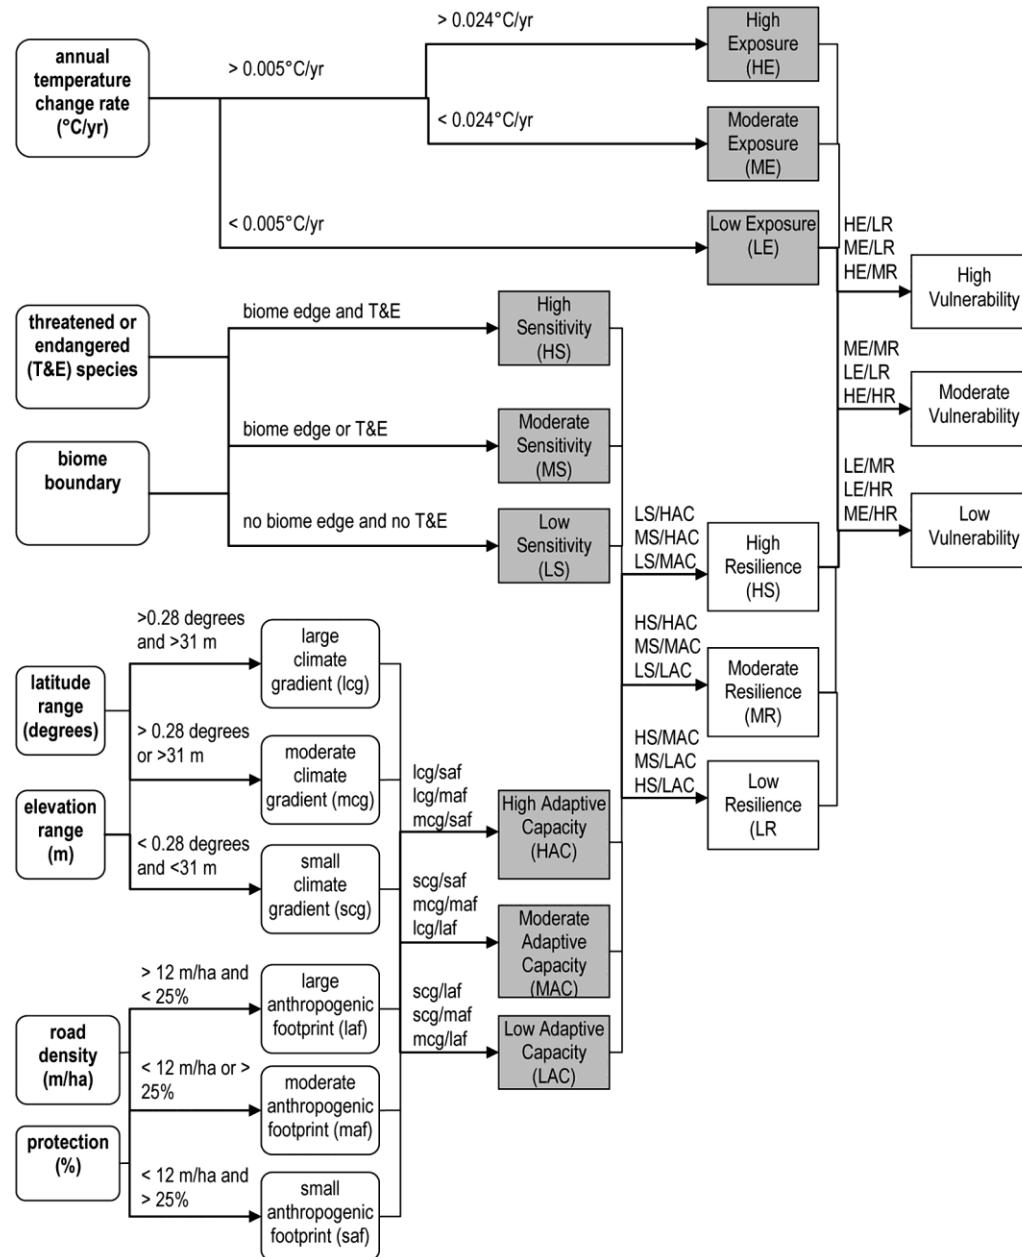 annual
temperature
change rate
(°C/yr)
> 0.005°C/yr
> 0.024°C/yr
< 0.024°C/yr
< 0.005°C/yr
High
Exposure
(HE)
Moderate
Exposure
(ME)
Low Exposure
(LE)
HE/LR
ME/LR
HE/MR
High
Vulnerability
ME/MR
LE/LR
HE/HR
Moderate
Vulnerability
LE/MR
LE/HR
ME/HR
Low
Vulnerability
threatened or
endangered
(T&E) species
biome
boundary
biome edge and T&E
biome edge or T&E
no biome edge and no T&E
High
Sensitivity
(HS)
Moderate
Sensitivity
(MS)
Low
Sensitivity
(LS)
LS/HAC
MS/HAC
LS/MAC
High
Resilience
(HS)
HS/HAC
MS/MAC
LS/LAC
Moderate
Resilience
(MR)
HS/MAC
MS/LAC
HS/LAC
Low
Resilience
(LR
latitude
range
(degrees)
elevation
range
(m)
>0.28 degrees
and >31 m
> 0.28 degrees
or >31 m
< 0.28 degrees
and <31 m
large
climate
gradient (lcg)
moderate
climate
gradient (mcg)
small
climate
gradient (scg)
lcg/saf
lcg/maf
mcg/saf
High Adaptive
Capacity
(HAC)
scg/saf
mcg/maf
lcg/laf
Moderate
Adaptive
Capacity
(MAC)
scg/laf
scg/maf
mcg/laf
Low Adaptive
Capacity
(LAC)
road
density
(m/ha)
protection
(%)
> 12 m/ha and
< 25%
< 12 m/ha or >
25%
< 12 m/ha and
> 25%
large
anthropogenic
footprint (laf)
moderate
anthropogenic
footprint (maf)
small
anthropogenic
footprint (saf)